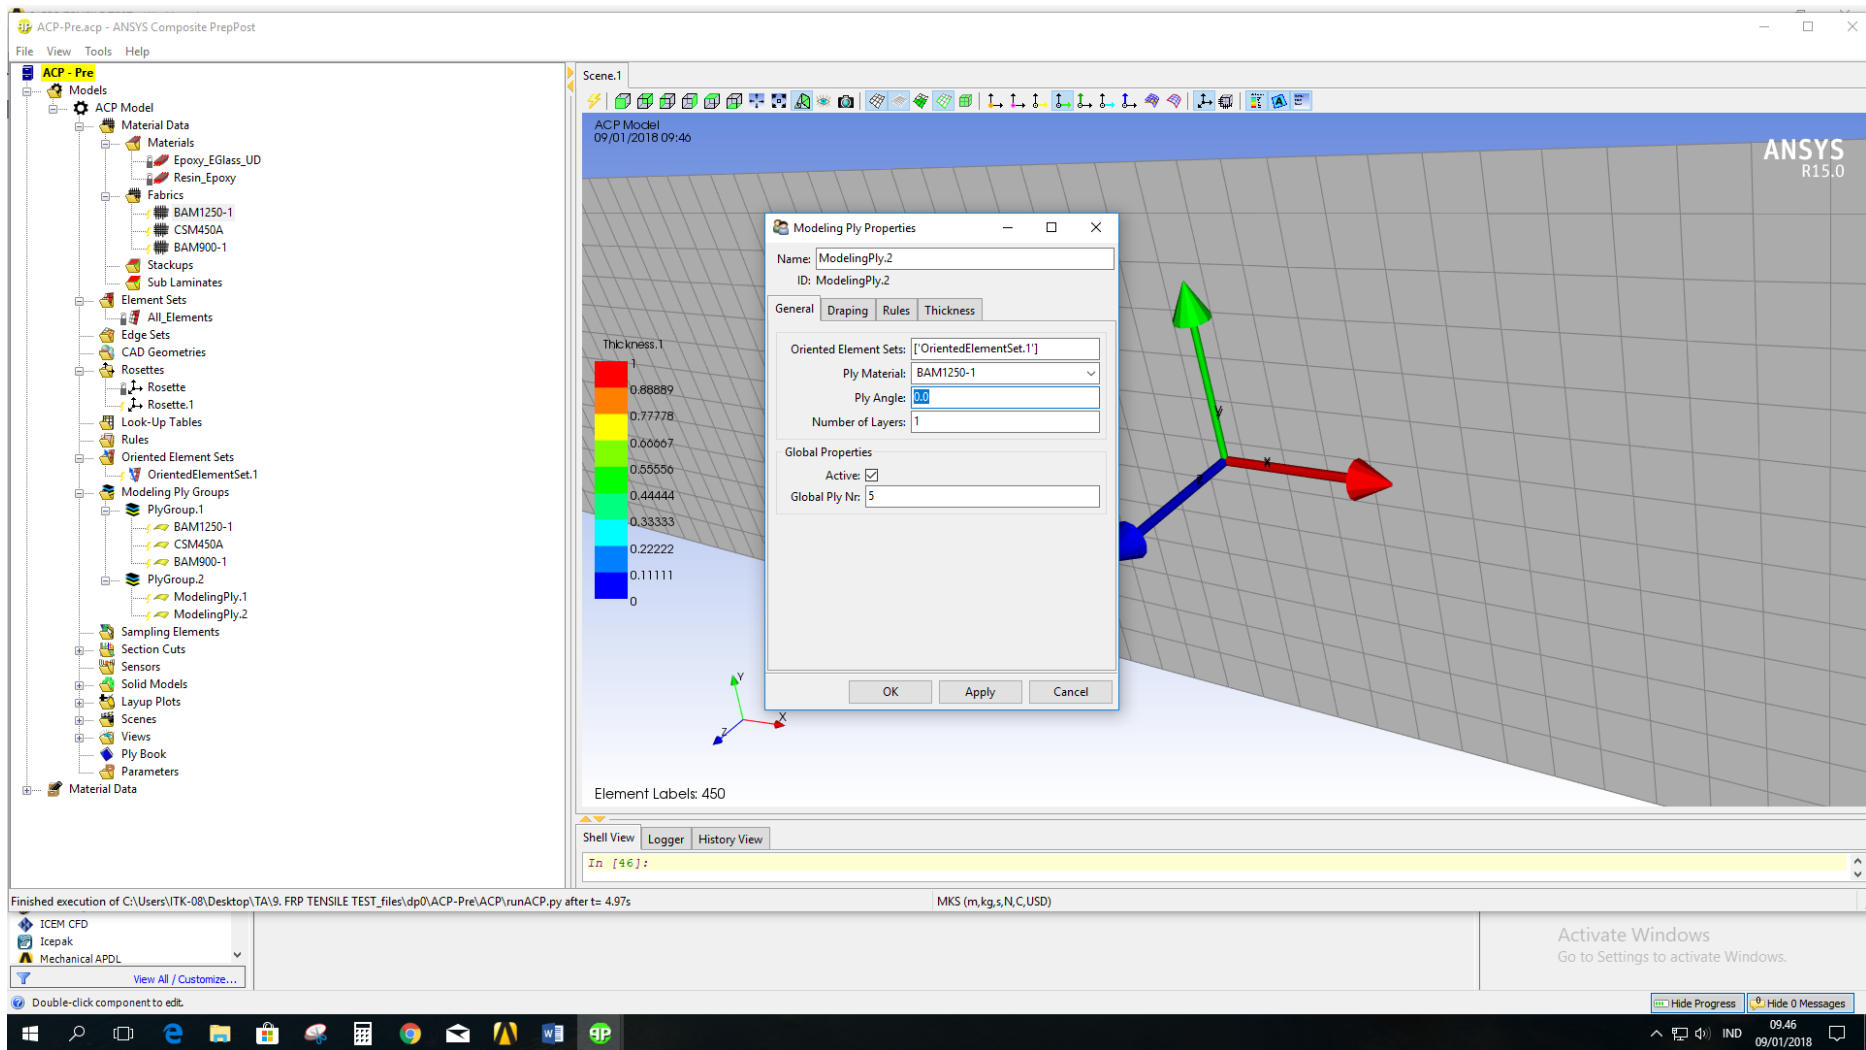 ACP-Pre.acp - ANSYS Composite PrepPost
File View Tools Help
ACP - Pre
Models
ACP Model
Material Data
Materials
Epoxy_EGlass_UD
Resin_Epoxy
Fabrics
BAM1250-1
CSM450A
BAM900-1
Stackups
Sub Laminates
Element Sets
All_Elements
Edge Sets
CAD Geometries
Rosettes
Rosette
Rosette.1
Look-Up Tables
Rules
Oriented Element Sets
OrientedElementSet.1
Modeling Ply Groups
PlyGroup.1
BAM1250-1
CSM450A
BAM900-1
PlyGroup.2
ModelingPly.1
ModelingPly.2
Sampling Elements
Section Cuts
Sensors
Solid Models
Layup Plots
Scenes
Views
Ply Book
Parameters
Material Data
Scene.1
ACP Model
09/01/2018 09:46
ANSYS
R15.0
Thickness.1
1
0.88889
0.77778
0.66667
0.55556
0.44444
0.33333
0.22222
0.11111
0
Modeling Ply Properties
Name: ModelingPly.2
ID: ModelingPly.2
General Draping Rules Thickness
Oriented Element Sets: ['OrientedElementSet.1']
Ply Material: BAM1250-1
Ply Angle: 0.0
Number of Layers: 1
Global Properties
Active:
Global Ply Nr: 5
OK Apply Cancel
Y
X
Z
Y
X
Z
Element Labels: 450
Shell View Logger History View
In [46]:
Finished execution of C:\Users\ITK-08\Desktop\TA\9. FRP TENSILE TEST_files\dp0\ACP-Pre\ACP\runACP.py after t= 4.97s
MKS (m,kg,s,N,C,USD)
ICEM CFD
Icepak
Mechanical APDL
View All / Customize...
Activate Windows
Go to Settings to activate Windows.
Double-click component to edit.
Hide Progress Hide 0 Messages
IND
09.46
09/01/2018